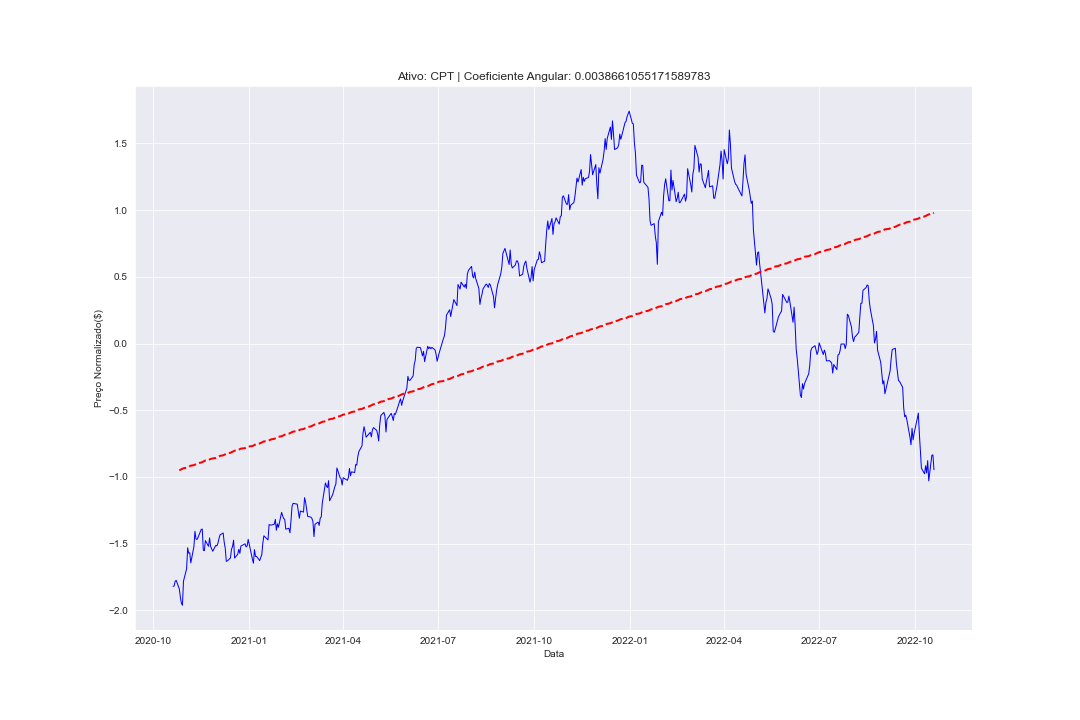 Ativo: CPT | Coeficiente Angular: 0.0038661055171589783
1.5
1.0
0.5
0.0
−0.5
−1.0
−1.5
−2.0
Preço Normalizado($)
2020-10 2021-01 2021-04 2021-07 2021-10 2022-01 2022-04 2022-07 2022-10
Data